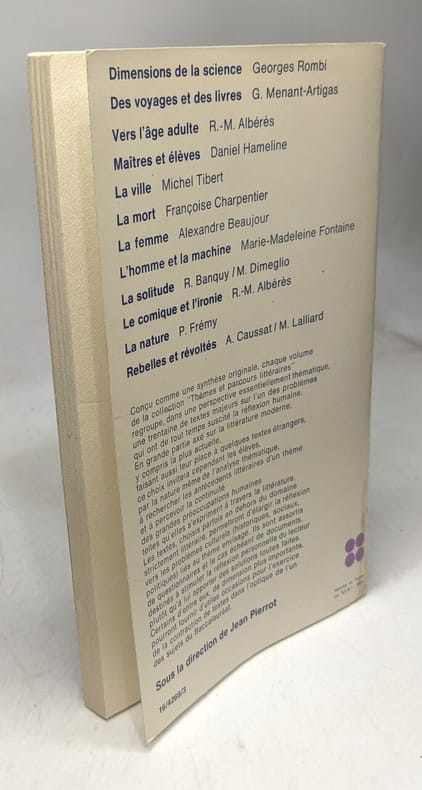 Dimensions de la science Georges Rombi
Des voyages et des livres G. Menant-Artigas
Vers l'âge adulte R.-M. Albérès
Maîtres et élèves Daniel Hameline
La ville Michel Tibert
La mort Françoise Charpentier
La femme Alexandre Beaujour
L'homme et la machine Marie-Madeleine Fontaine
La solitude R. Banquy / M. Dimeglio
Le comique et l'ironie R.-M. Albérès
La nature P. Frémy
Rebelles et révoltés A. Caussat / M. Lalliard
Conçu comme une synthèse originale, chaque volume
de la collection "Thèmes et parcours littéraires"
regroupe, dans une perspective essentiellement thématique,
une trentaine de textes majeurs sur l'un des problèmes
qui ont de tout temps suscité la réflexion humaine.
En grande partie axé sur la littérature moderne,
y compris la plus actuelle,
faisant aussi leur place à quelques textes étrangers,
ce choix invitera cependant les élèves,
par la nature même de l'analyse thématique,
à rechercher les antécédents littéraires d'un thème
et à percevoir la continuité
des grandes préoccupations humaines
telles qu'elles s'expriment à travers la littérature.
Les textes, choisis parfois en dehors du domaine
strictement littéraire, permettront d'élargir la réflexion
vers les problèmes culturels (historiques, sociaux,
politiques) liés au thème envisagé. Ils sont assortis
de questionnaires et le cas échéant de documents,
destinés à stimuler la réflexion personnelle du lecteur
plutôt qu'à lui apporter des solutions toutes faites.
Certains d'entre eux, de dimension plus importante,
pourront fournir d'utiles occasions pour l'exercice
de la contraction de textes dans l'optique de l'un
des sujets du Baccalauréat.
Sous la direction de Jean Pierrot
16/4269/3